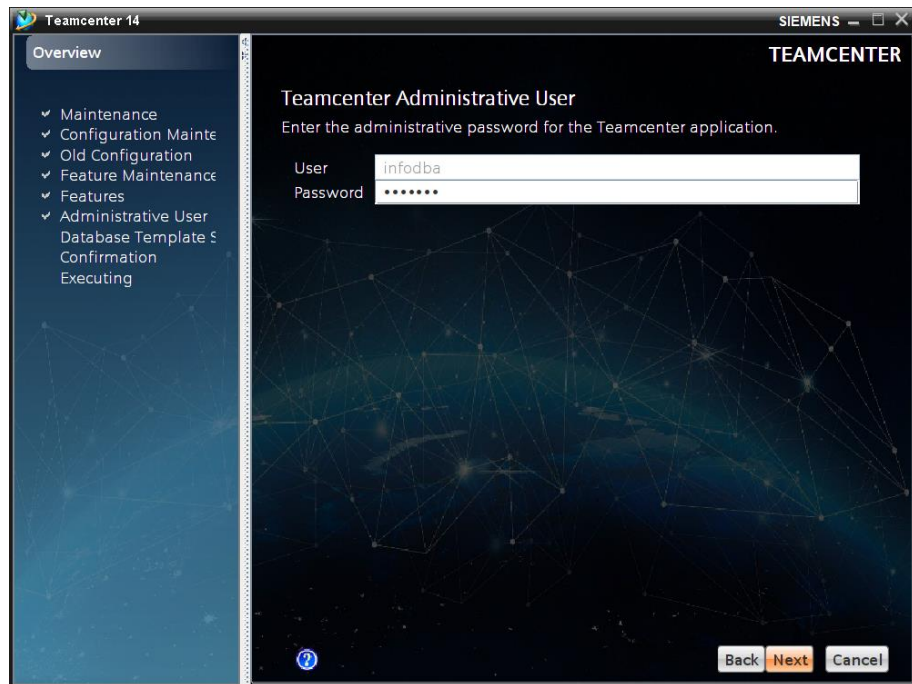 Teamcenter 14
SIEMENS
Overview
TEAMCENTER
Maintenance
Configuration Mainte
Old Configuration
Feature Maintenance
Features
Administrative User
Database Template S
Confirmation
Executing
Teamcenter Administrative User
Enter the administrative password for the Teamcenter application.
User infodba
Password •••••••
?
Back Next Cancel